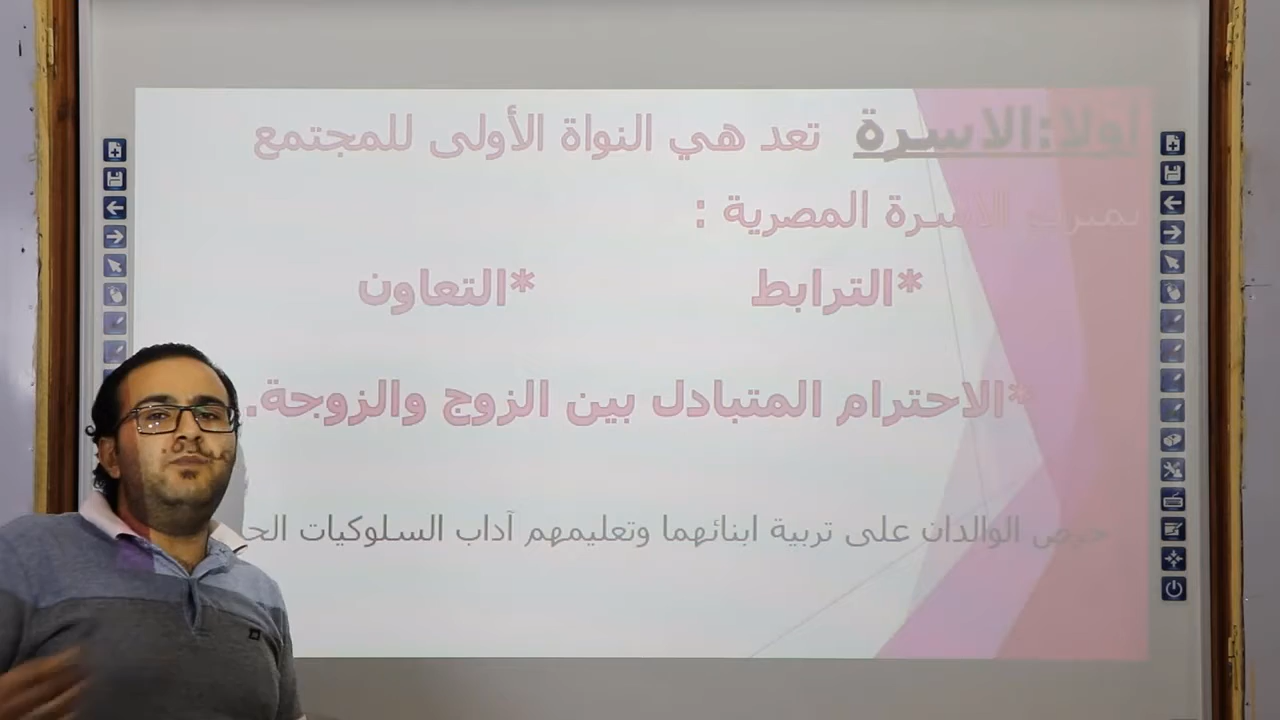 أولا:الاسرة تعد هي النواة الأولى للمجتمع
الاسرة المصرية :
*الترابط *التعاون
*الاحترام المتبادل بين الزوج والزوجة.
الوالدان على تربية ابنائهما وتعليمهم آداب السلوكيات